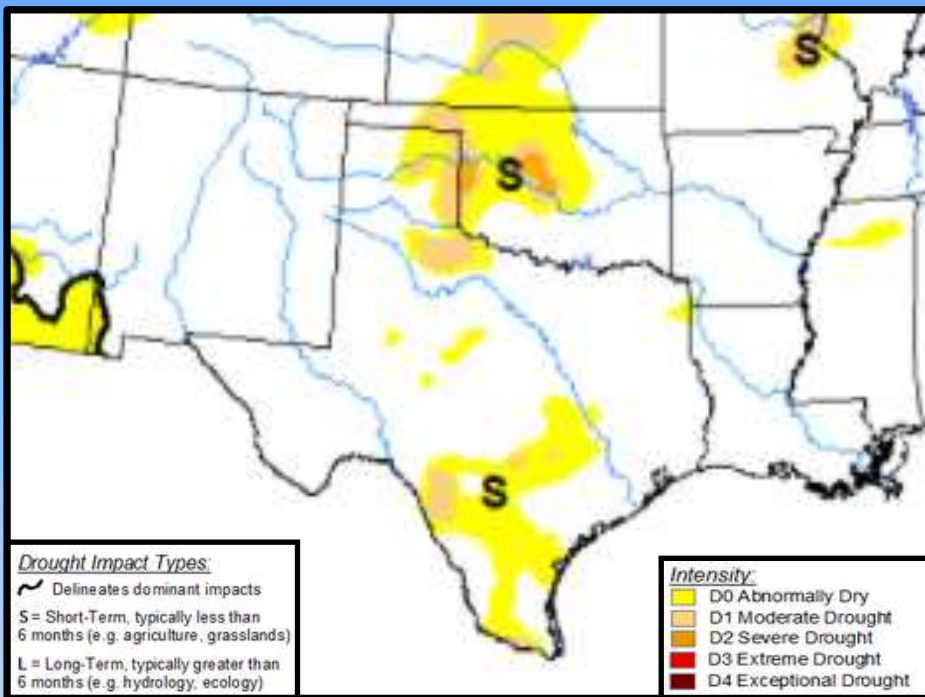 S
S
S
Drought Impact Types:
Delineates dominant impacts
S = Short-Term, typically less than
6 months (e.g. agriculture, grasslands)
L = Long-Term, typically greater than
6 months (e.g. hydrology, ecology)
Intensity:
D0 Abnormally Dry
D1 Moderate Drought
D2 Severe Drought
D3 Extreme Drought
D4 Exceptional Drought